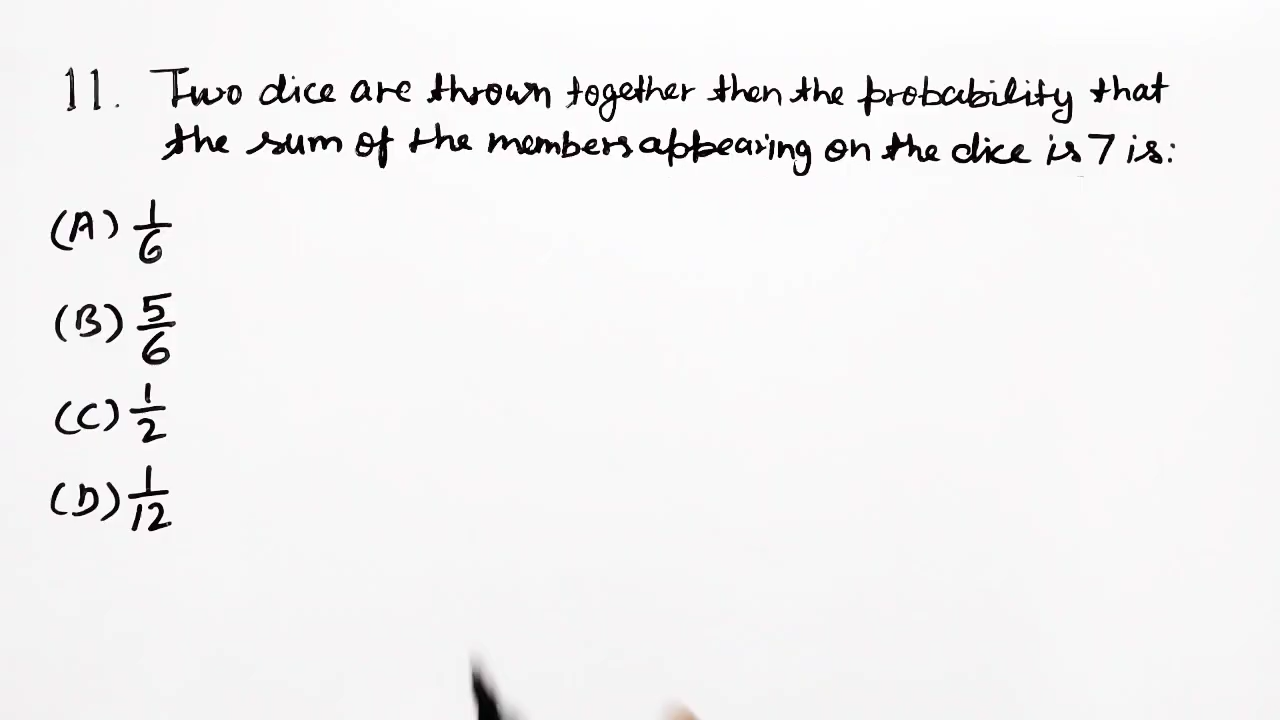 11. Two dice are thrown together then the probability that
the sum of the members appearing on the dice is 7 is:
(A) 1/6
(B) 5/6
(C) 1/2
(D) 1/12